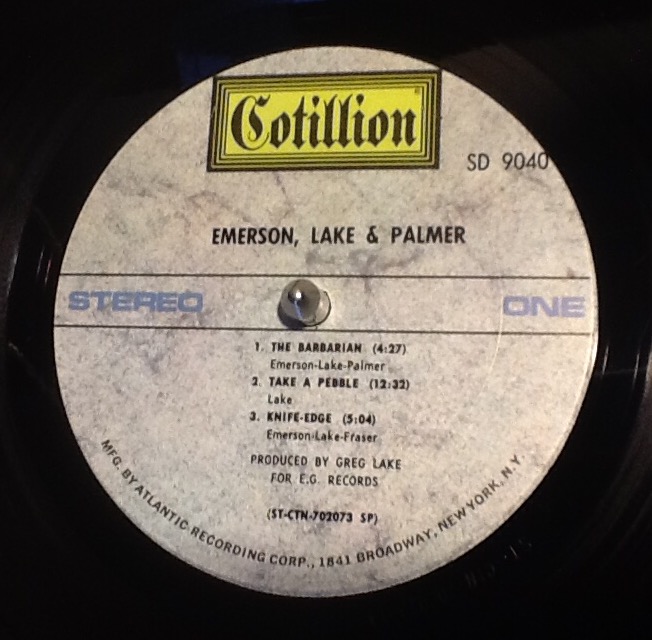 Cotillion®
SD 9040
EMERSON, LAKE & PALMER
STEREO ONE
1. THE BARBARIAN (4:27)
Emerson-Lake-Palmer
2. TAKE A PEBBLE (12:32)
Lake
3. KNIFE-EDGE (5:04)
Emerson-Lake-Fraser
PRODUCED BY GREG LAKE
FOR E.G. RECORDS
(ST-CTN-702073 SP)
MFG. BY ATLANTIC RECORDING CORP., 1841 BROADWAY, NEW YORK, N.Y.